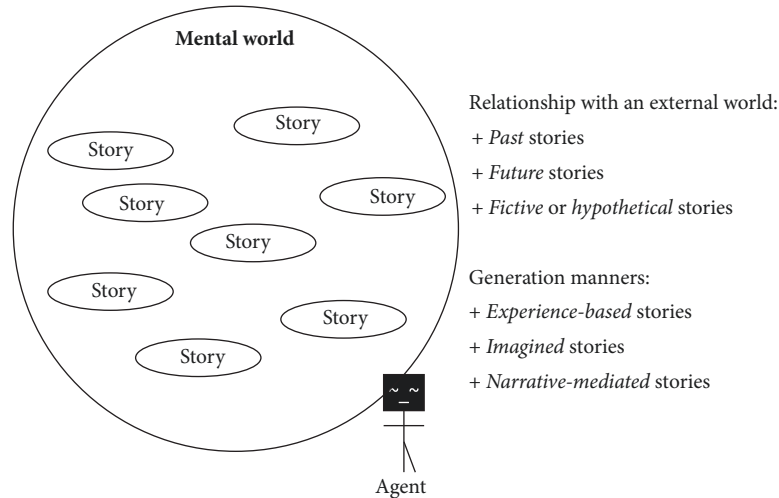 Mental world
Story
Story
Story
Story
Story
Story
Story
Story
Relationship with an external world:
+ Past stories
+ Future stories
+ Fictive or hypothetical stories
Generation manners:
+ Experience-based stories
+ Imagined stories
+ Narrative-mediated stories
~ ~
Agent